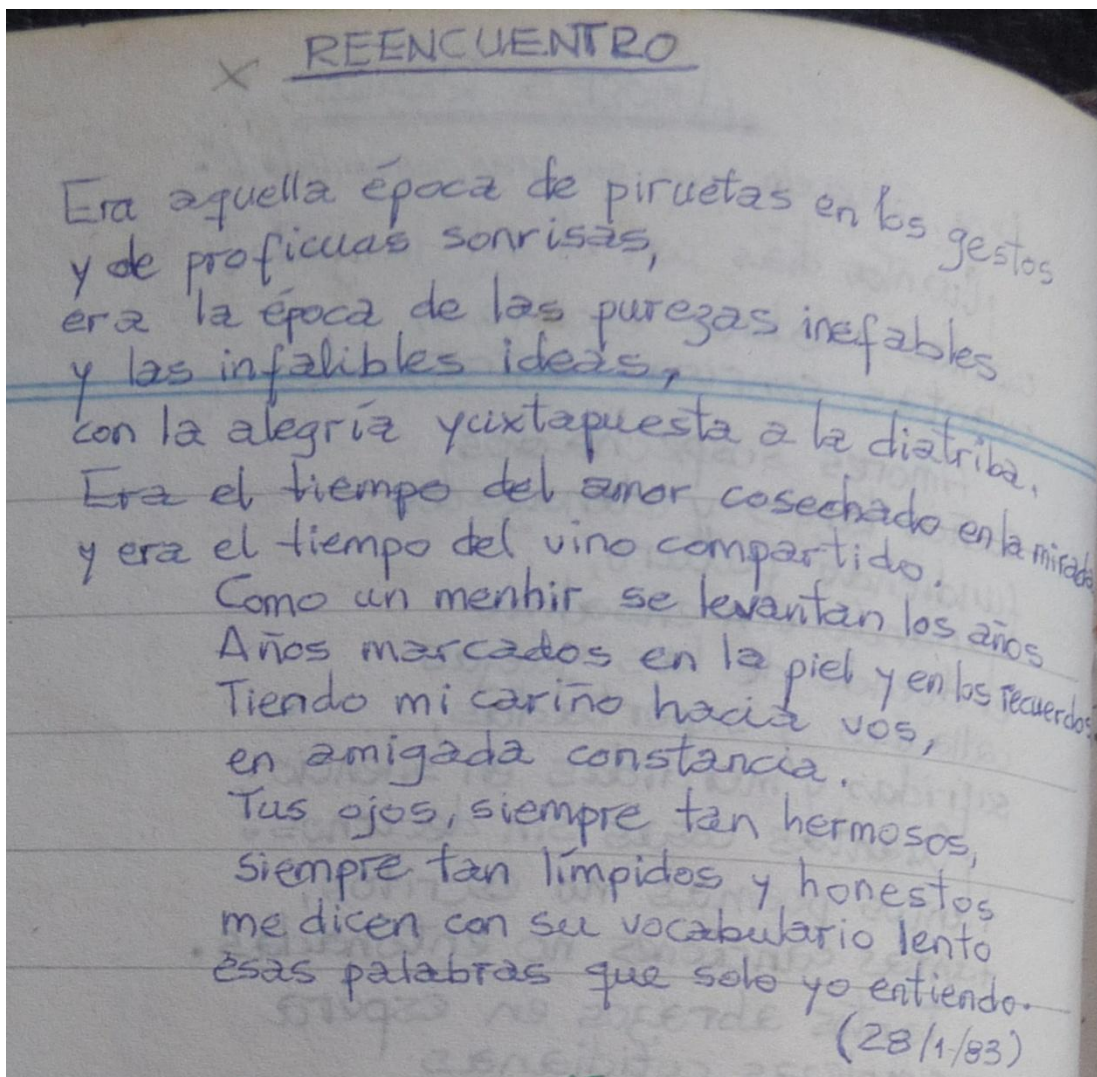 REENCUENTRO
Era aquella época de piruetas en los gestos
y de proficuas sonrisas,
era la época de las purezas inefables
y las infalibles ideas,
con la alegría yuxtapuesta a la diatriba.
Era el tiempo del amor cosechado en la mirada
y era el tiempo del vino compartido.
Como un menhir se levantan los años
Años marcados en la piel y en los recuerdos.
Tiendo mi cariño hacia vos,
en amigada constancia.
Tus ojos, siempre tan hermosos,
siempre tan límpidos y honestos
me dicen con su vocabulario lento
esas palabras que solo yo entiendo.
(28/1/83)